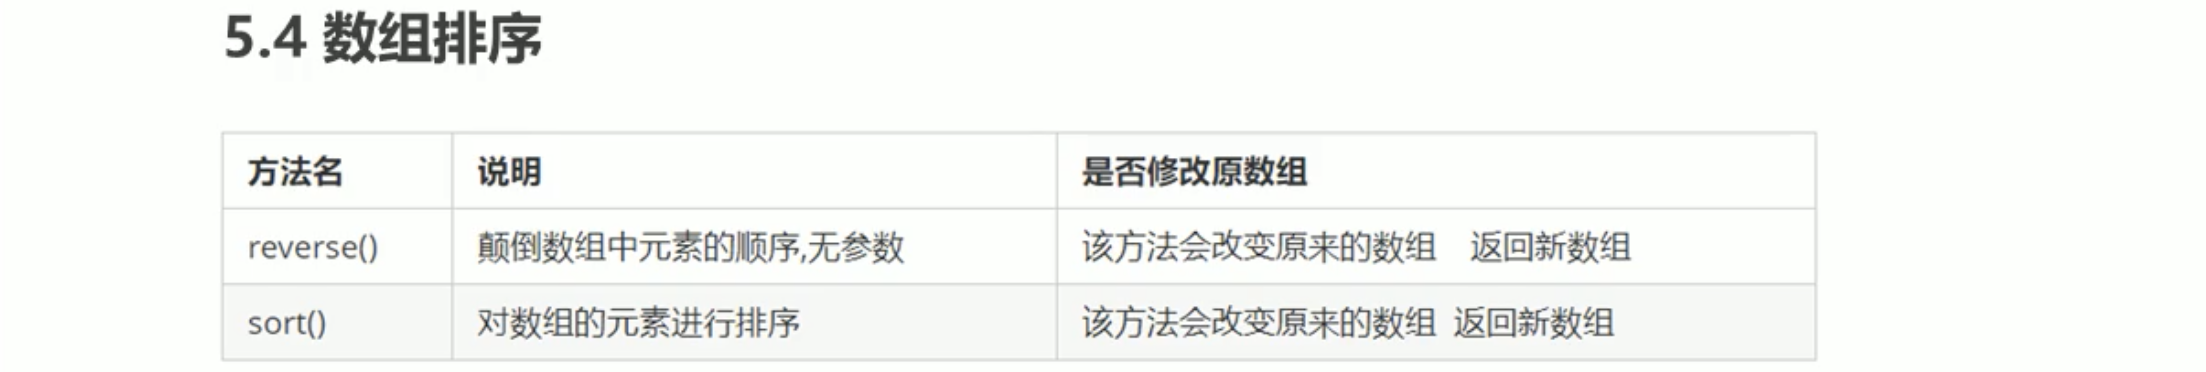 5.4 数组排序
方法名 说明 是否修改原数组
reverse() 颠倒数组中元素的顺序,无参数 该方法会改变原来的数组 返回新数组
sort() 对数组的元素进行排序 该方法会改变原来的数组 返回新数组